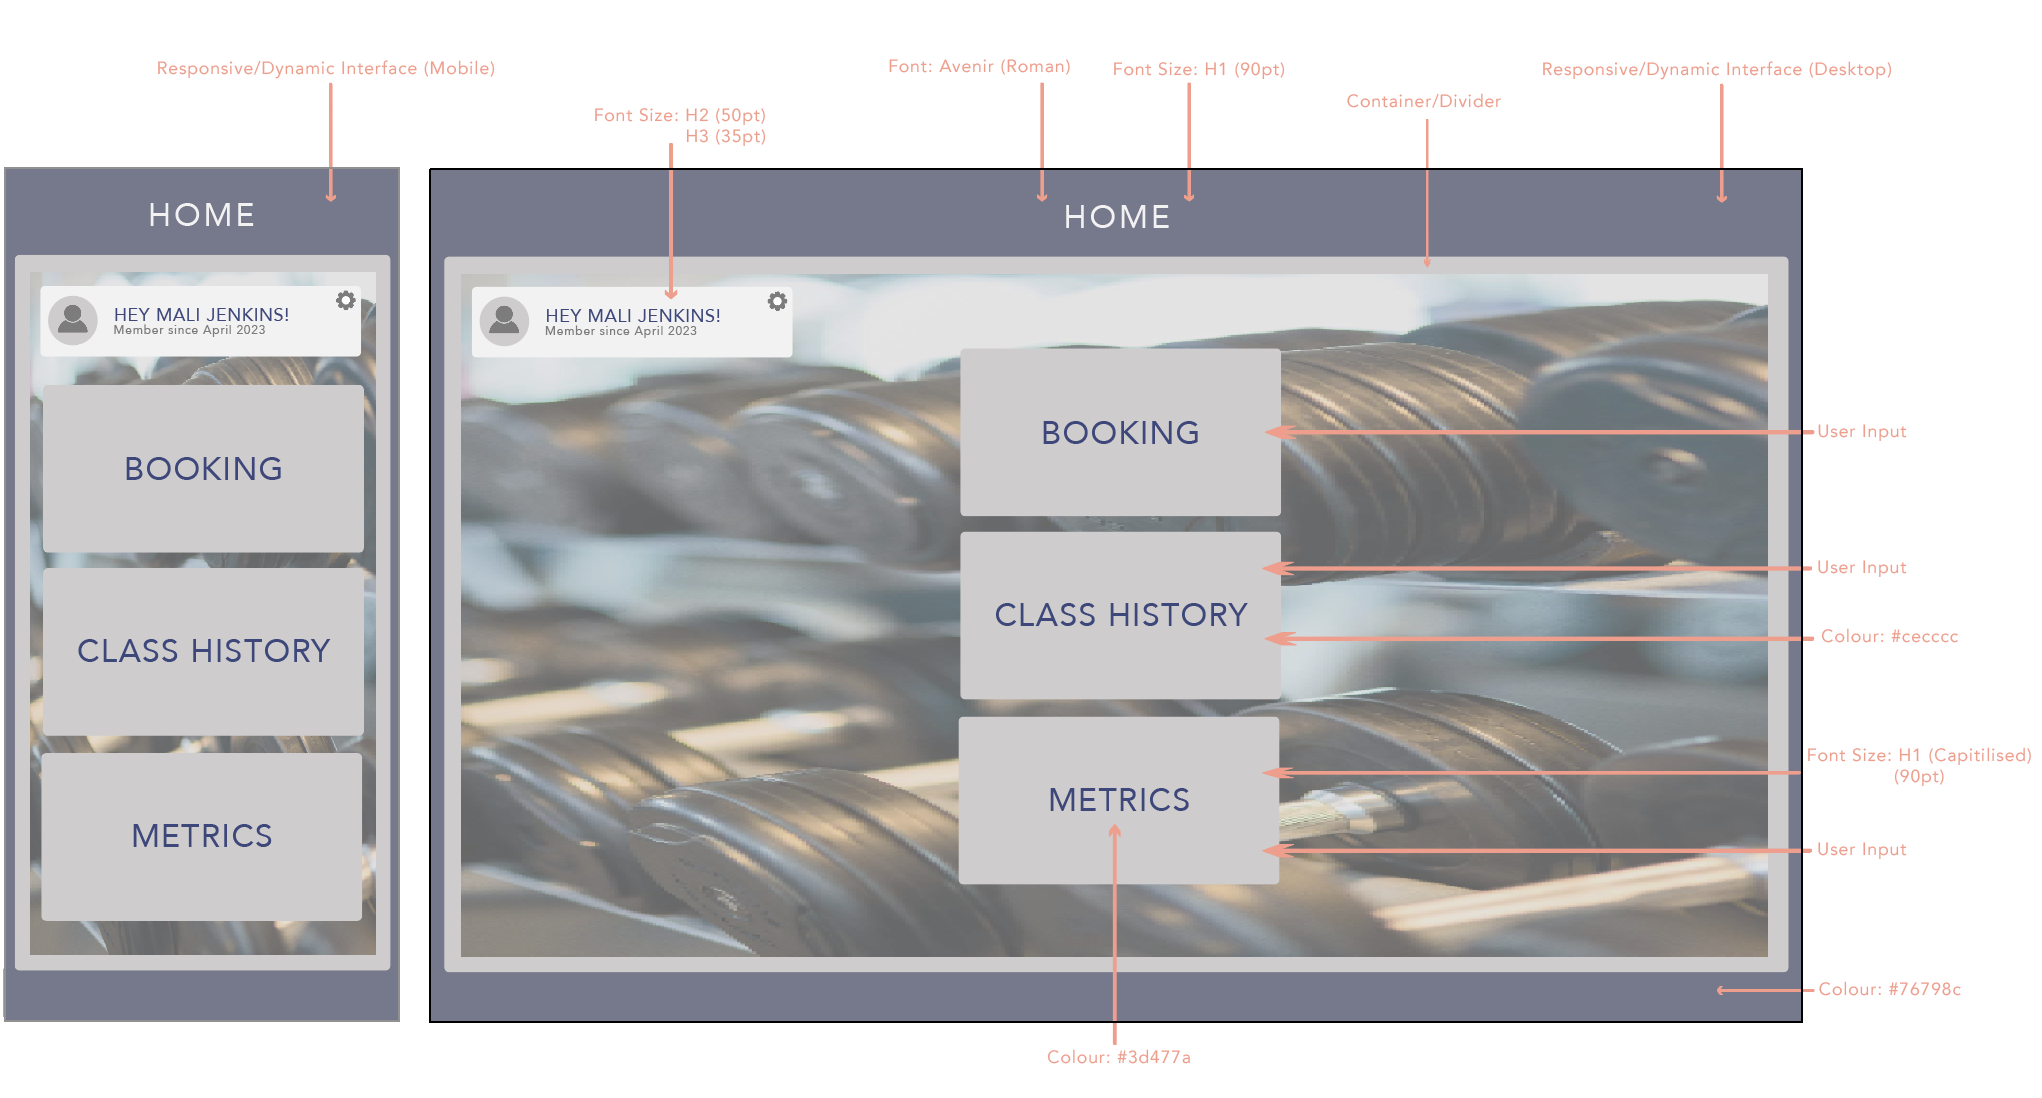 Responsive/Dynamic Interface (Mobile)
Font: Avenir (Roman)
Font Size: H1 (90pt)
Responsive/Dynamic Interface (Desktop)
Container/Divider
Font Size: H2 (50pt)
H3 (35pt)
HOME
HEY MALI JENKINS!
Member since April 2023
BOOKING
CLASS HISTORY
METRICS
HOME
HEY MALI JENKINS!
Member since April 2023
BOOKING
CLASS HISTORY
METRICS
User Input
User Input
Colour: #cecccc
Font Size: H1 (Capitilised)
(90pt)
User Input
Colour: #76798c
Colour: #3d477a